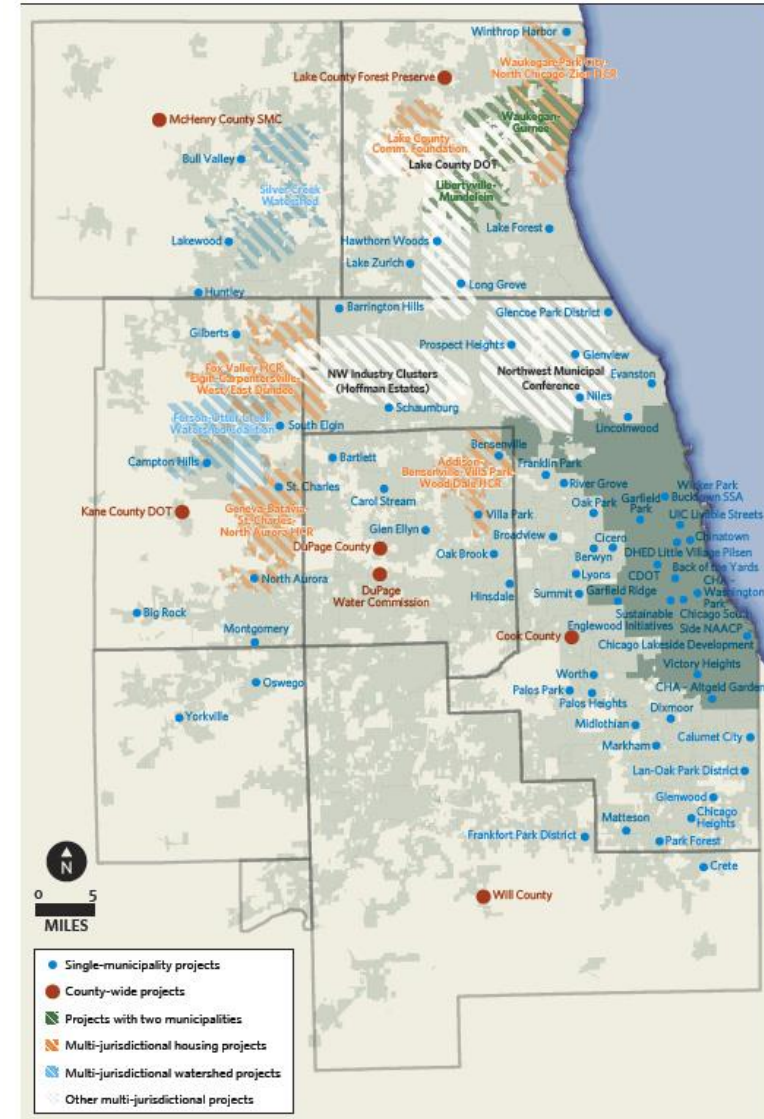 Winthrop Harbor
Waukegan-Park City-
North Chicago-Zion HCR
Lake County Forest Preserve
McHenry County SMC
Waukegan-
Gurnee
Lake County
Comm. Foundation
Lake County DOT
Bull Valley
Silver Creek
Watershed
Libertyville-
Mundelein
Lake Forest
Lakewood
Hawthorn Woods
Lake Zurich
Long Grove
Huntley
Barrington Hills
Glencoe Park District
Gilberts
Prospect Heights
Glenview
Fox Valley HCR
Elgin-Carpentersville-
West/East Dundee
NW Industry Clusters
(Hoffman Estates)
Northwest Municipal
Conference
Evanston
Niles
Schaumburg
Lincolnwood
Ferson-Otter Creek
Watershed Coalition
South Elgin
Bensenville
Campton Hills
Bartlett
Addison-
Bensenville-Villa Park-
Wood Dale HCR
Franklin Park
River Grove
St. Charles
Carol Stream
Oak Park
Garfield
Park
Wicker Park
Bucktown SSA
UIC Livable Streets
Kane County DOT
Geneva-Batavia-
St. Charles-
North Aurora HCR
Villa Park
Glen Ellyn
Broadview
Cicero
Chinatown
DuPage County
Oak Brook
Berwyn
DHED Little Village Pilsen
Back of the Yards
North Aurora
DuPage
Water Commission
Hinsdale
Lyons
CDOT
CHA -
Washington
Park
Summit
Garfield Ridge
Big Rock
Sustainable
Englewood Initiatives
Chicago South
Side NAACP
Montgomery
Cook County
Chicago Lakeside Development
Victory Heights
Oswego
Worth
Palos Park
Palos Heights
CHA - Altgeld Garden
Yorkville
Dixmoor
Midlothian
Calumet City
Markham
Lan-Oak Park District
Glenwood
Chicago
Heights
Matteson
Frankfort Park District
Park Forest
Crete
Will County
N
0 5
MILES
Single-municipality projects
County-wide projects
Projects with two municipalities
Multi-jurisdictional housing projects
Multi-jurisdictional watershed projects
Other multi-jurisdictional projects